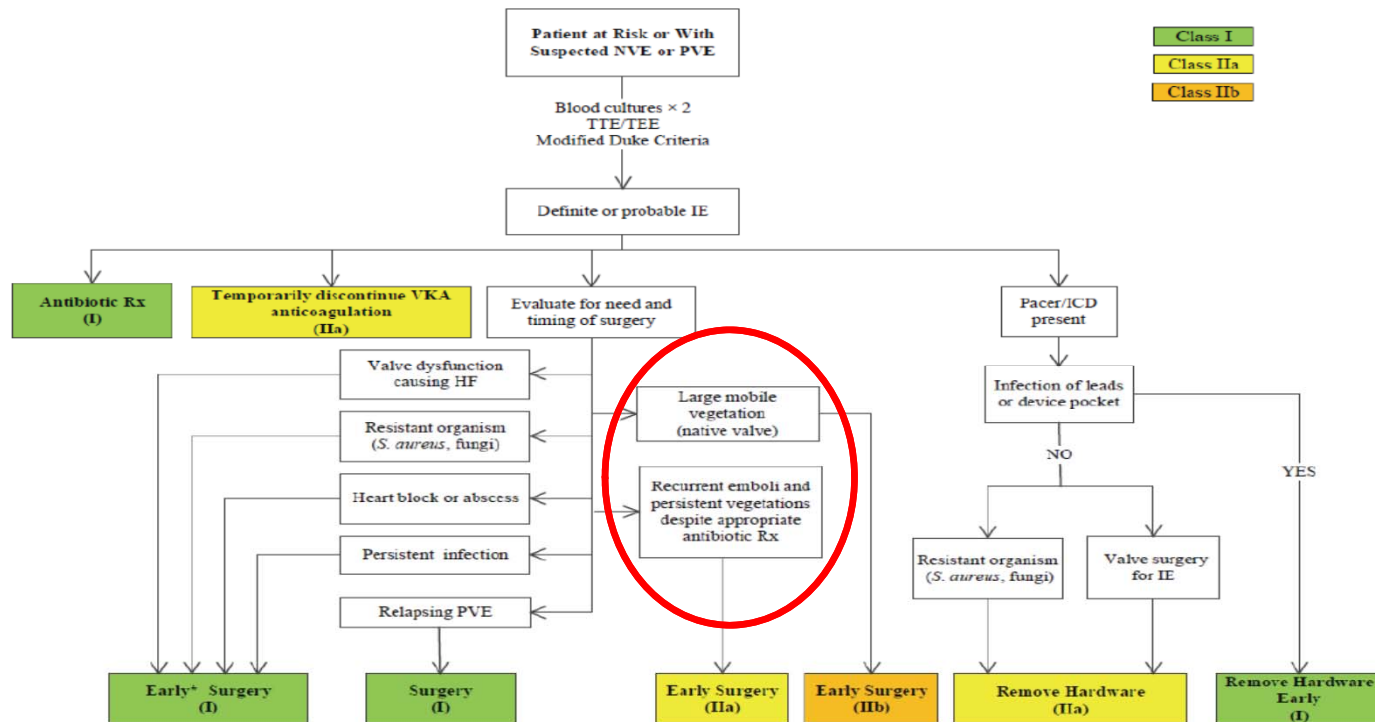 Patient at Risk or With
Suspected NVE or PVE
Class I
Class IIa
Class IIb
Blood cultures × 2
TTE/TEE
Modified Duke Criteria
Definite or probable IE
Antibiotic Rx
(I)
Temporarily discontinue VKA
anticoagulation
(IIa)
Evaluate for need and
timing of surgery
Pacer/ICD
present
Valve dysfunction
causing HF
Resistant organism
(S. aureus, fungi)
Heart block or abscess
Persistent infection
Relapsing PVE
Large mobile
vegetation
(native valve)
Recurrent emboli and
persistent vegetations
despite appropriate
antibiotic Rx
Infection of leads
or device pocket
NO
YES
Resistant organism
(S. aureus, fungi)
Valve surgery
for IE
Early* Surgery
(I)
Surgery
(I)
Early Surgery
(IIa)
Early Surgery
(IIb)
Remove Hardware
(IIa)
Remove Hardware
Early
(I)